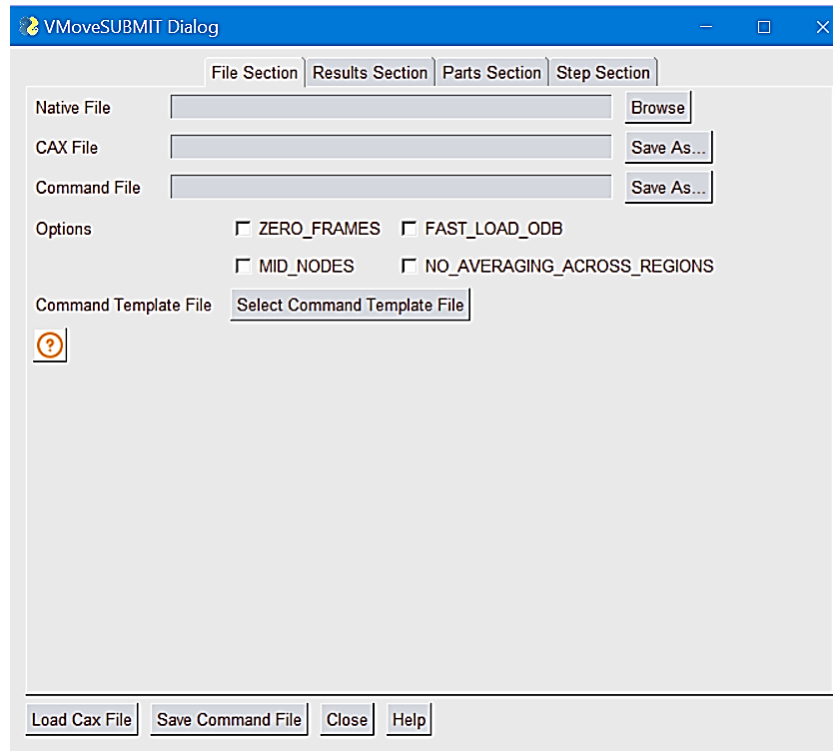 VMoveSUBMIT Dialog
File Section Results Section Parts Section Step Section
Native File Browse
CAX File Save As...
Command File Save As...
Options ZERO_FRAMES FAST_LOAD_ODB
MID_NODES NO_AVERAGING_ACROSS_REGIONS
Command Template File Select Command Template File
?
Load Cax File Save Command File Close Help